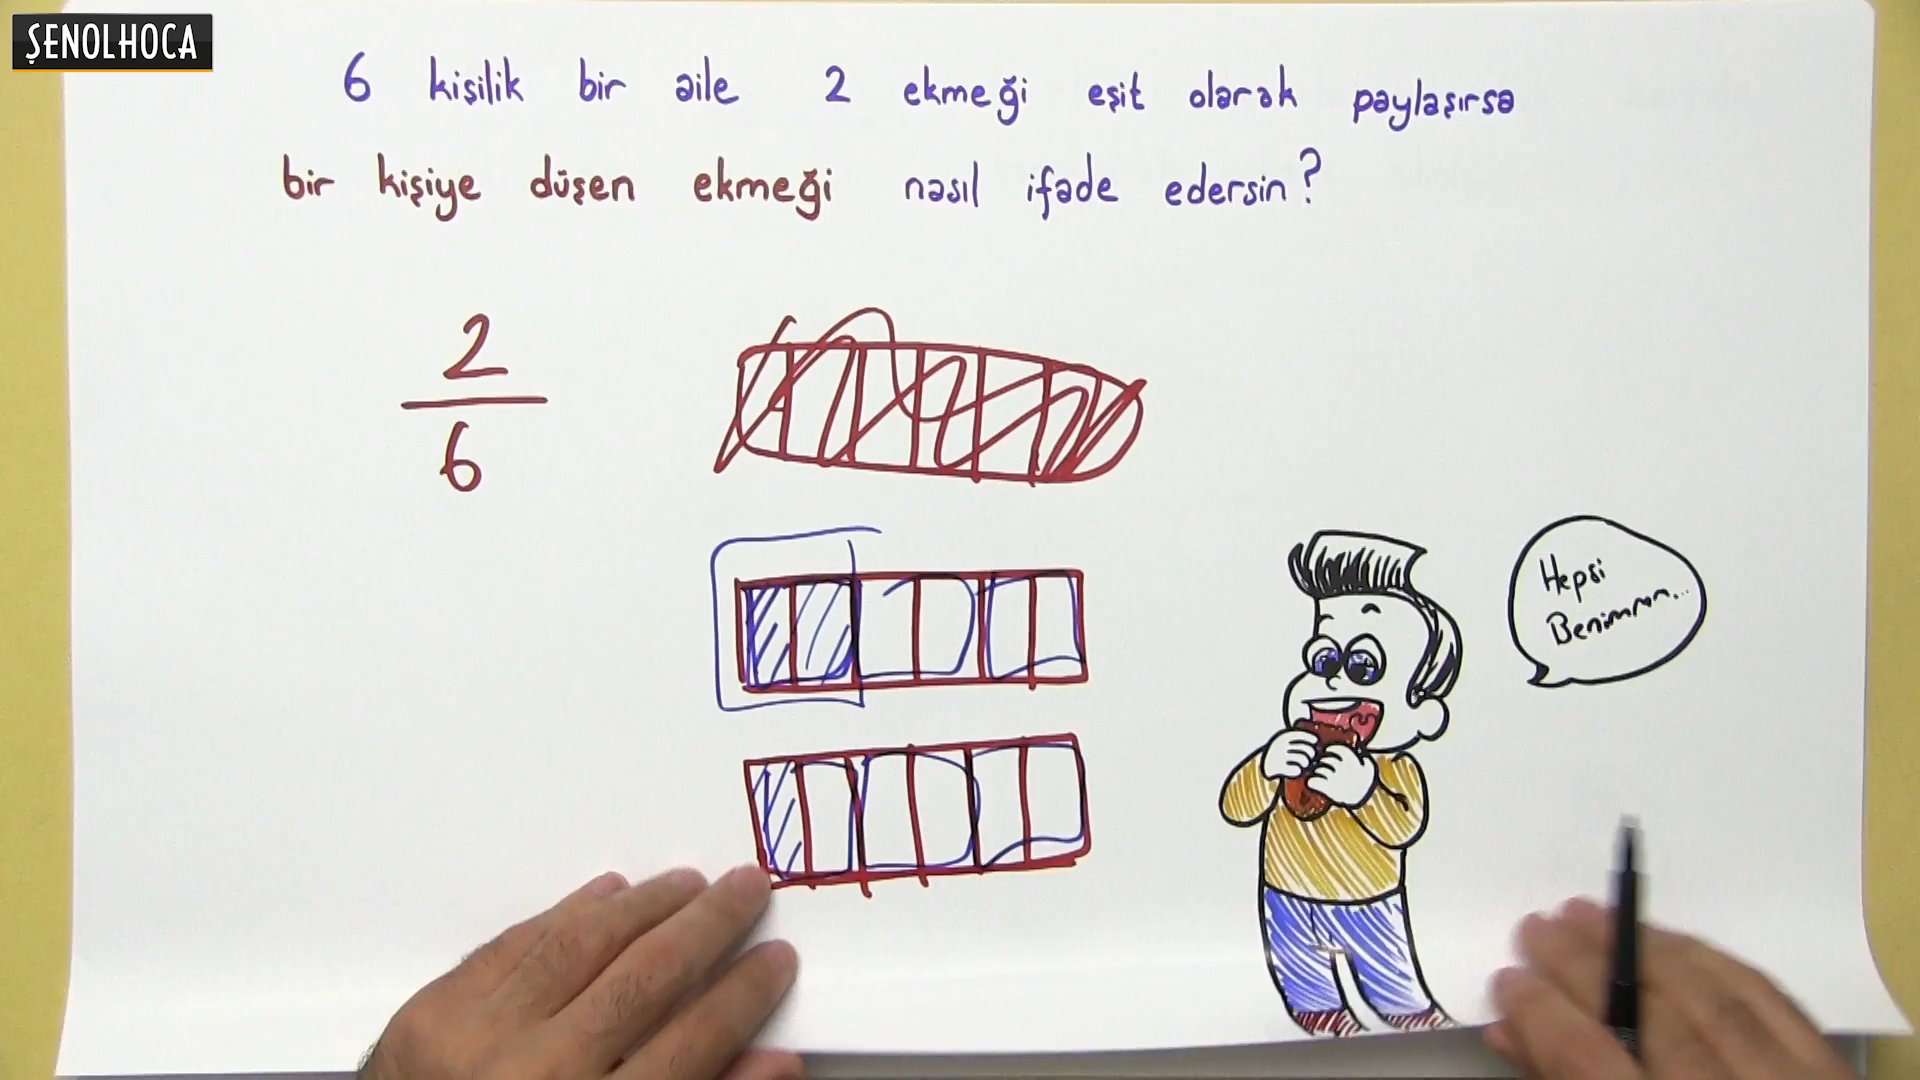 ŞENOLHOCA
6 kişilik bir aile 2 ekmeği eşit olarak paylaşırsa
bir kişiye düşen ekmeği nasıl ifade edersin?
2
6
Hepsi
Benimmm...